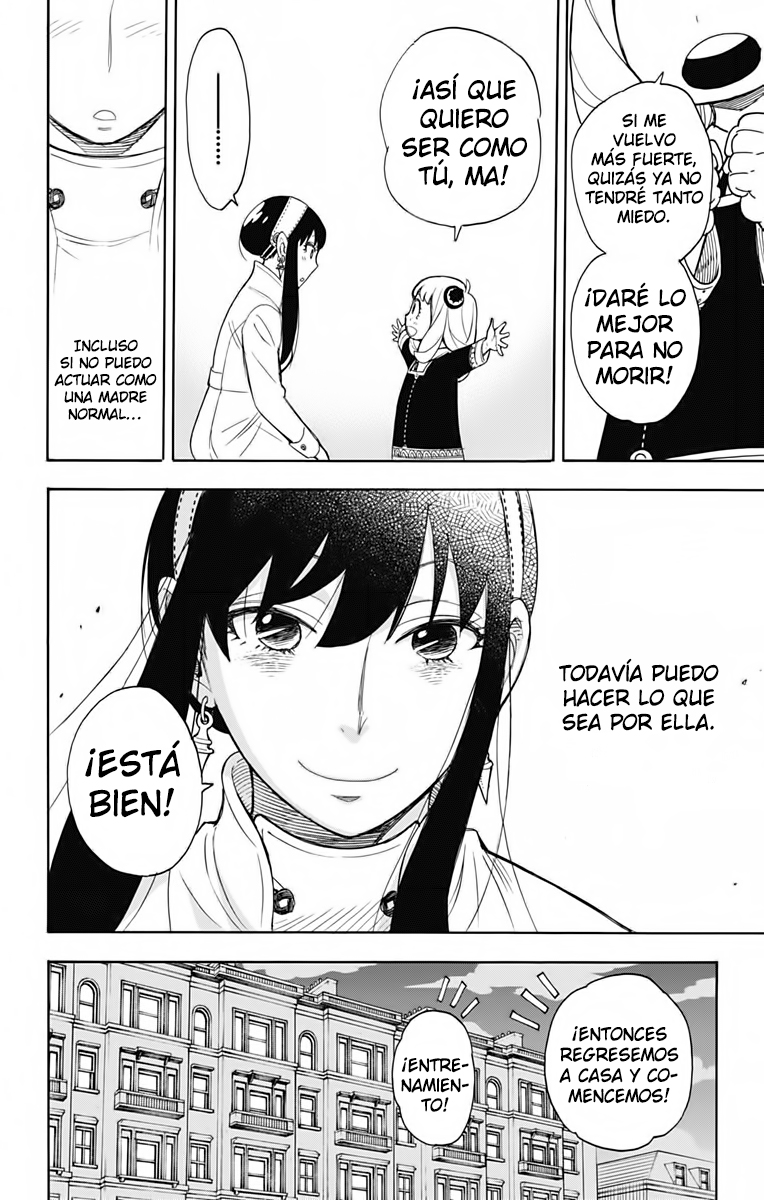 SI ME
VUELVO
MÁS FUERTE,
QUIZÁS YA NO
TENDRÉ TANTO
MIEDO.
¡DARÉ LO
MEJOR
PARA NO
MORIR!
¡ASÍ QUE
QUIERO
SER COMO
TÚ, MA!
.........
INCLUSO
SI NO PUEDO
ACTUAR COMO
UNA MADRE
NORMAL...
TODAVÍA PUEDO
HACER LO QUE
SEA POR ELLA.
¡ESTÁ
BIEN!
¡ENTONCES
REGRESEMOS
A CASA Y CO-
MENCEMOS!
¡ENTRE-
NAMIEN-
TO!